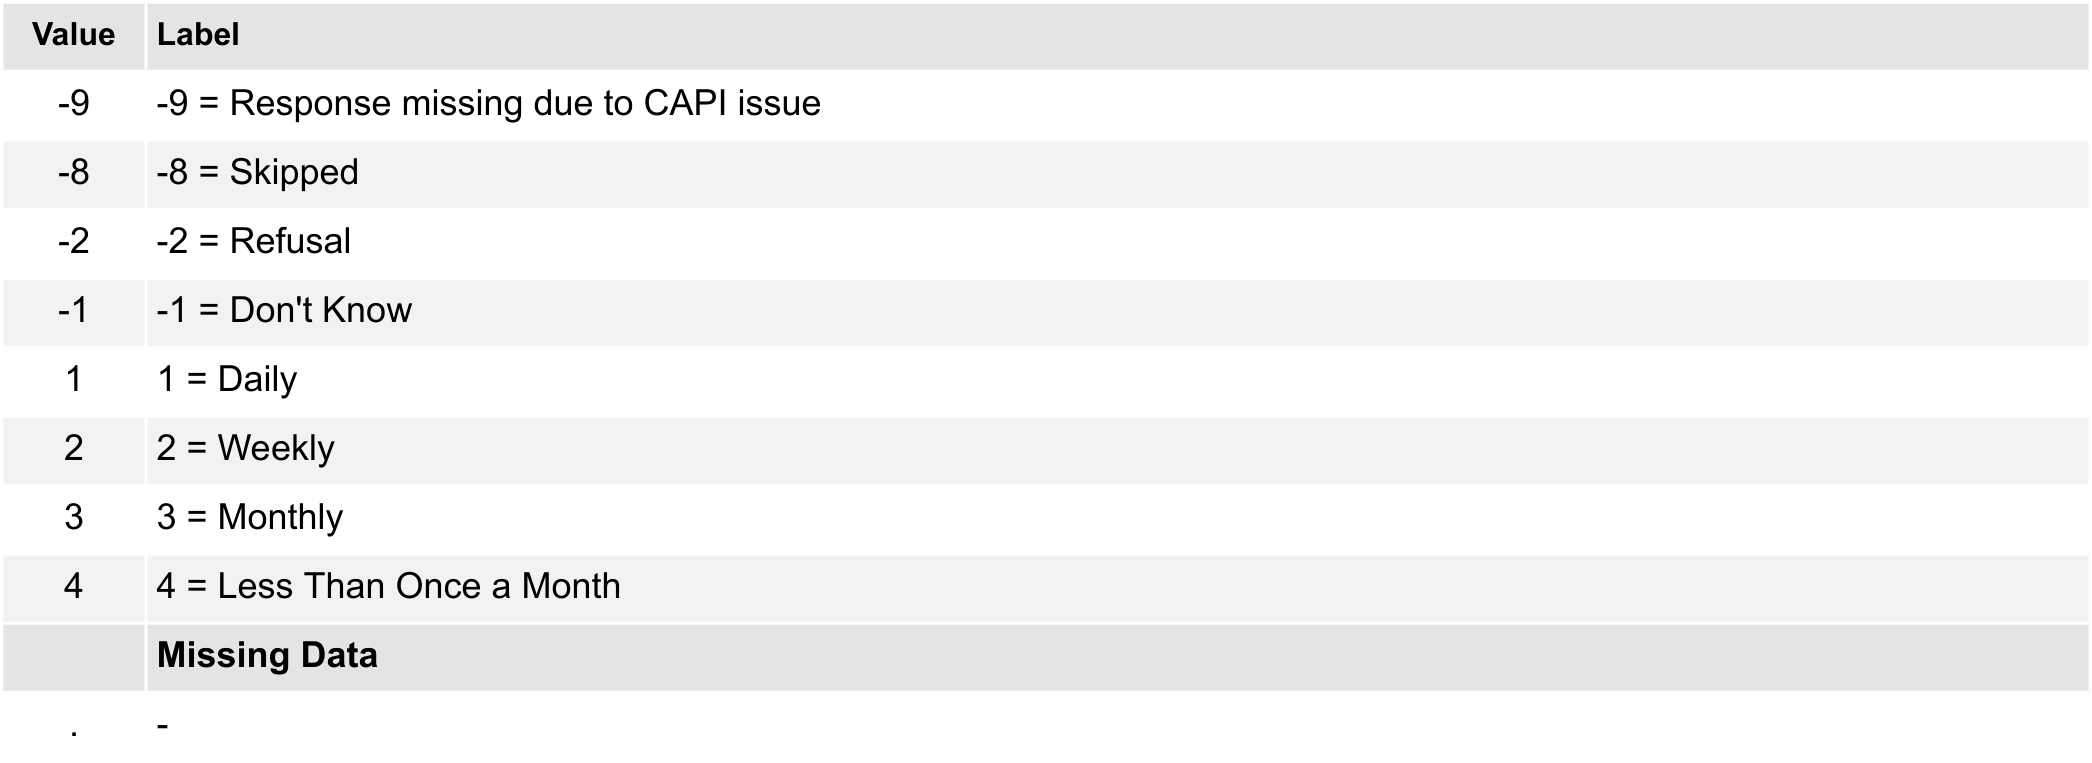 Value Label
-9 -9 = Response missing due to CAPI issue
-8 -8 = Skipped
-2 -2 = Refusal
-1 -1 = Don't Know
1 1 = Daily
2 2 = Weekly
3 3 = Monthly
4 4 = Less Than Once a Month
Missing Data
. -